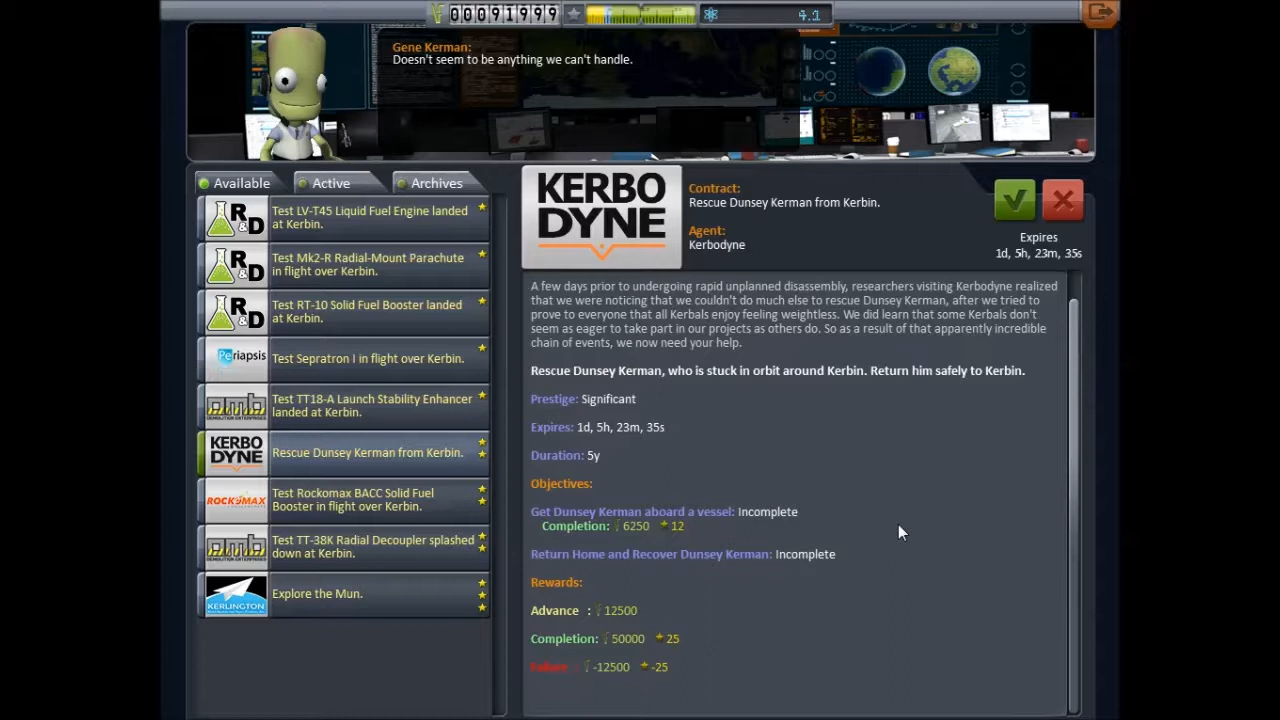 00091999
4.1
Gene Kerman:
Doesn't seem to be anything we can't handle.
Available
Active
Archives
R&D
Test LV-T45 Liquid Fuel Engine landed
at Kerbin.
R&D
Test Mk2-R Radial-Mount Parachute
in flight over Kerbin.
R&D
Test RT-10 Solid Fuel Booster landed
at Kerbin.
Periapsis
Test Sepratron I in flight over Kerbin.
Test TT18-A Launch Stability Enhancer
landed at Kerbin.
KERBO
DYNE
Rescue Dunsey Kerman from Kerbin.
ROCKOMAX
Test Rockomax BACC Solid Fuel
Booster in flight over Kerbin.
Test TT-38K Radial Decoupler splashed
down at Kerbin.
KERLINGTON
Explore the Mun.
KERBO
DYNE
Contract:
Rescue Dunsey Kerman from Kerbin.
Agent:
Kerbodyne
Expires
1d, 5h, 23m, 35s
A few days prior to undergoing rapid unplanned disassembly, researchers visiting Kerbodyne realized
that we were noticing that we couldn't do much else to rescue Dunsey Kerman, after we tried to
prove to everyone that all Kerbals enjoy feeling weightless. We did learn that some Kerbals don't
seem as eager to take part in our projects as others do. So as a result of that apparently incredible
chain of events, we now need your help.
Rescue Dunsey Kerman, who is stuck in orbit around Kerbin. Return him safely to Kerbin.
Prestige: Significant
Expires: 1d, 5h, 23m, 35s
Duration: 5y
Objectives:
Get Dunsey Kerman aboard a vessel: Incomplete
Completion: 6250 12
Return Home and Recover Dunsey Kerman: Incomplete
Rewards:
Advance : 12500
Completion: 50000 25
Failure : -12500 -25